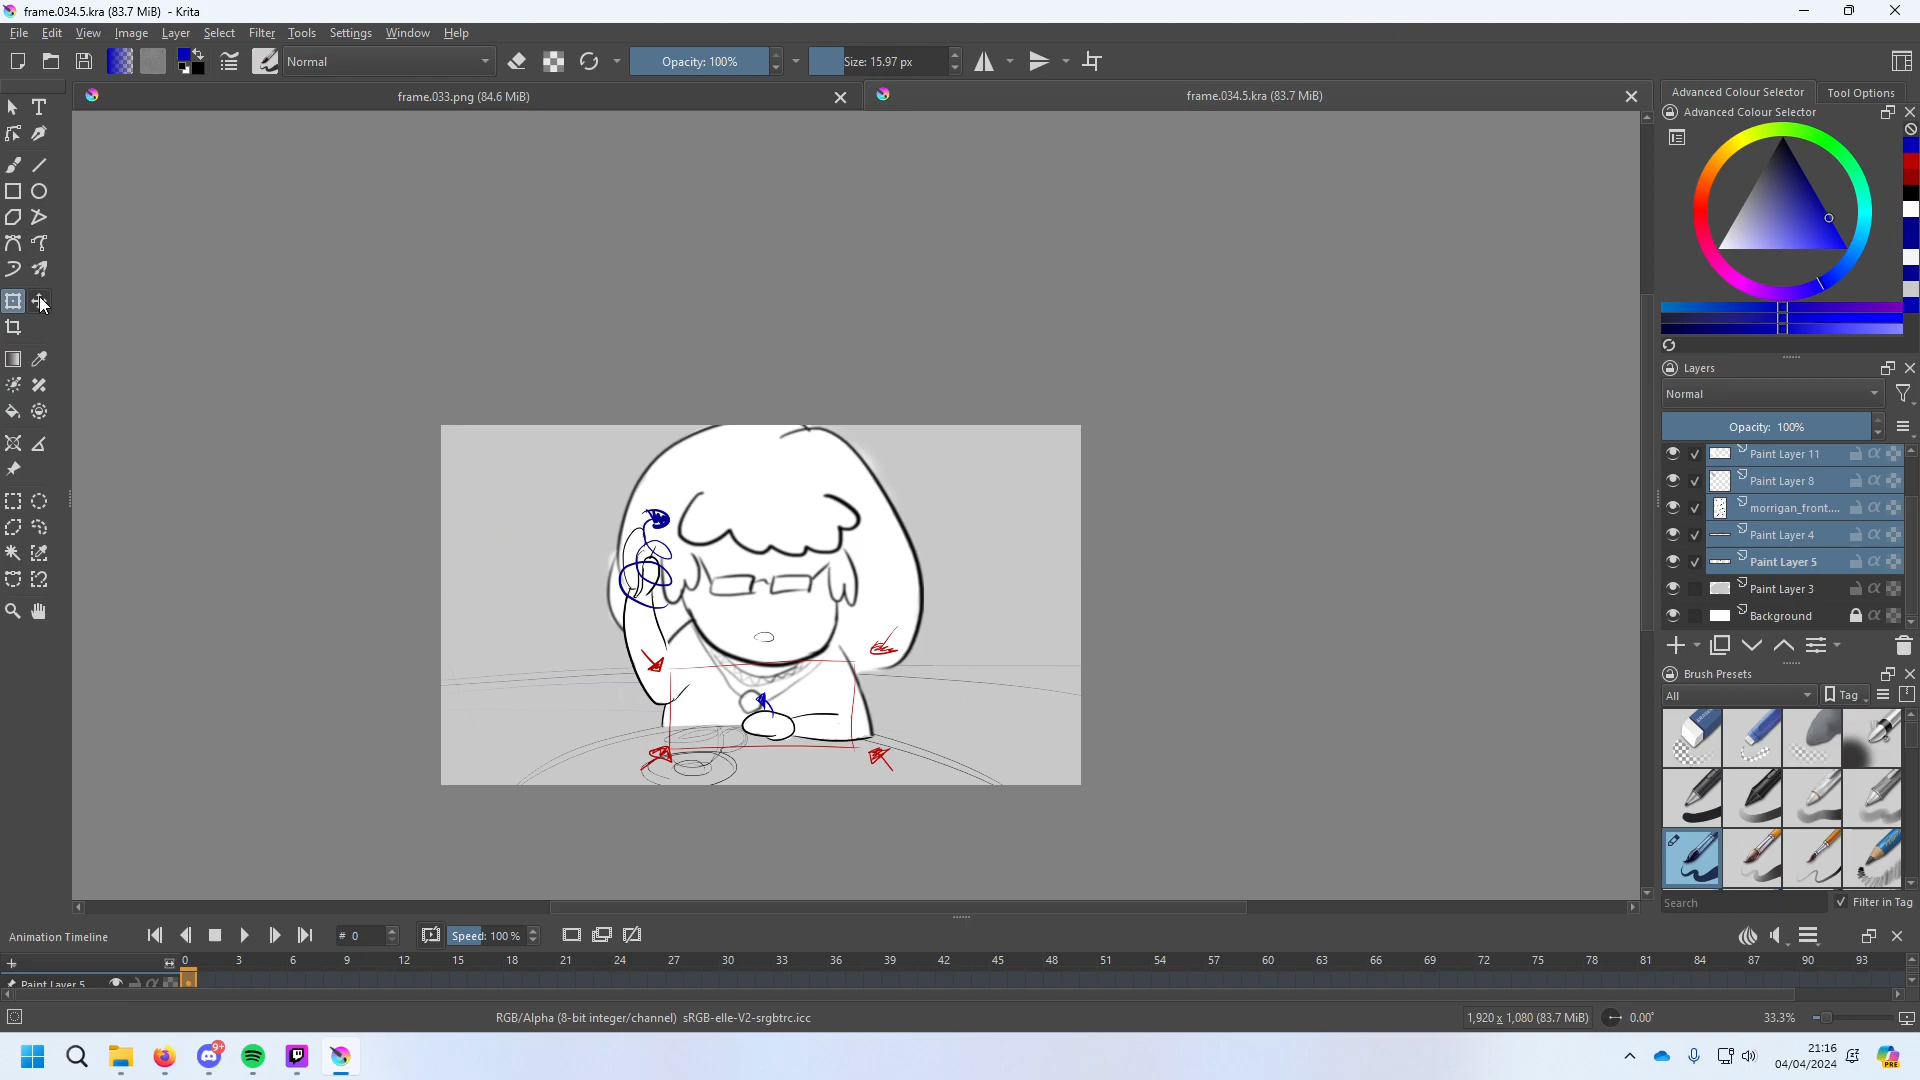 frame.034.5.kra (83.7 MiB) - Krita
File Edit View Image Layer Select Filter Tools Settings Window Help
Normal Opacity: 100% Size: 15.97 px
frame.033.png (84.6 MiB) frame.034.5.kra (83.7 MiB)
Advanced Colour Selector Tool Options
Advanced Colour Selector
Layers
Normal
Opacity: 100%
Paint Layer 11
Paint Layer 8
morrigan_front....
Paint Layer 4
Paint Layer 5
Paint Layer 3
Background
Brush Presets
All Tag
Search Filter in Tag
Animation Timeline # 0 Speed: 100 %
0 3 6 9 12 15 18 21 24 27 30 33 36 39 42 45 48 51 54 57 60 63 66 69 72 75 78 81 84 87 90 93
Paint Layer 5
RGB/Alpha (8-bit integer/channel) sRGB-elle-V2-srgbtrc.icc 1,920 x 1,080 (83.7 MiB) 0.00° 33.3%
9+
21:16
04/04/2024
PRE